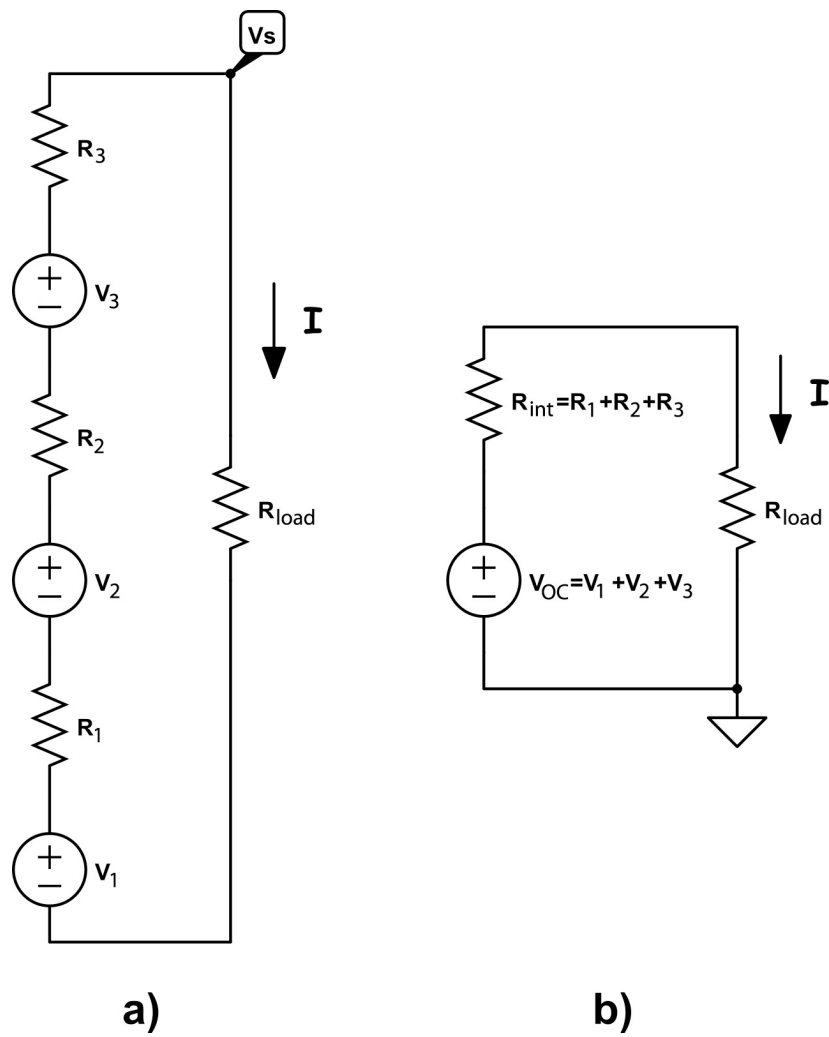 Vs
R3
V3
I
R2
Rload
V2
R1
V1
a)
Rint=R1+R2+R3
I
Rload
VOC=V1 +V2+V3
b)